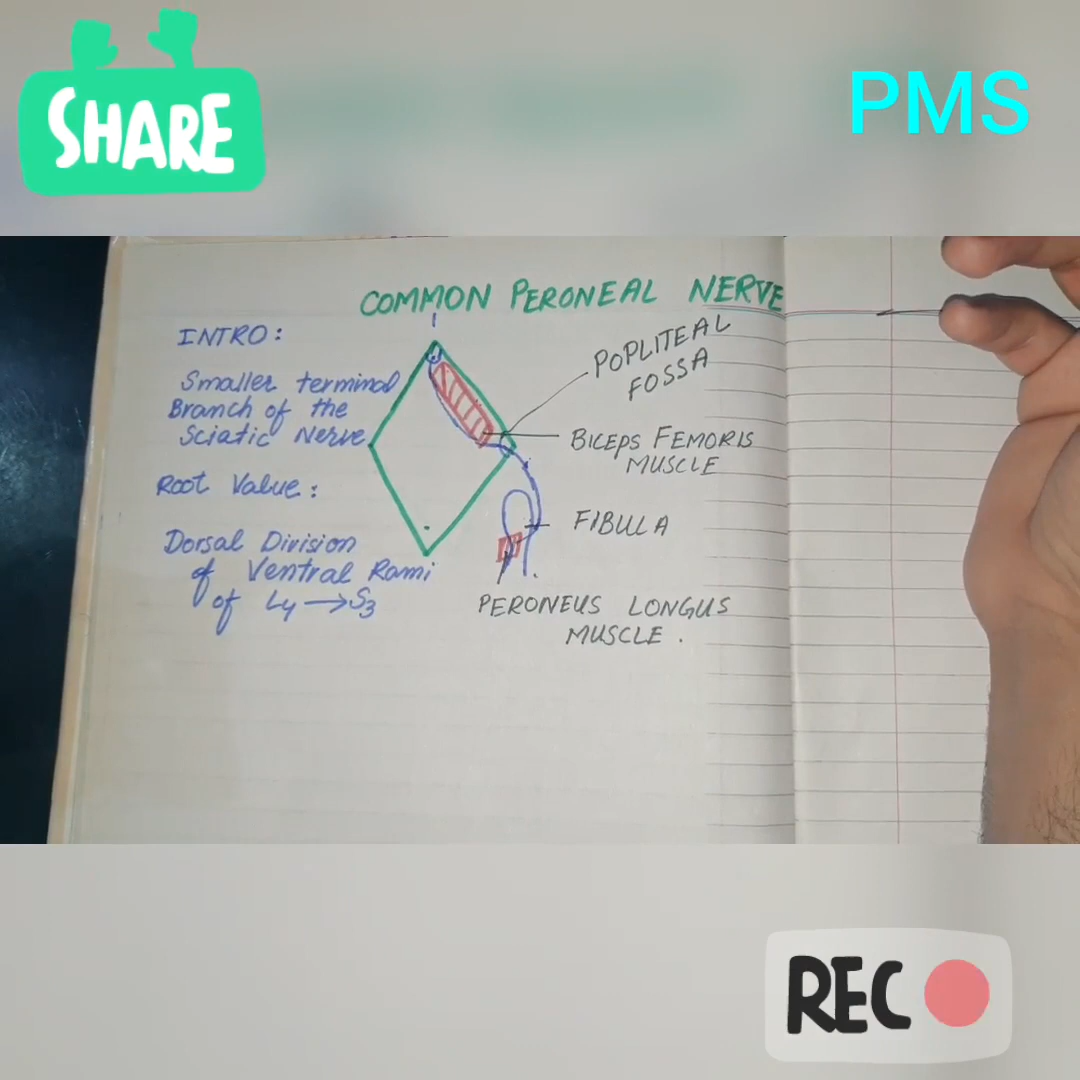 SHARE
PMS
COMMON PERONEAL NERVE
INTRO:
Smaller terminal
Branch of the
Sciatic Nerve
Root Value:
Dorsal Division
of Ventral Rami
of L4 → S3
POPLITEAL
FOSSA
BICEPS FEMORIS
MUSCLE
FIBULA
PERONEUS LONGUS
MUSCLE.
REC